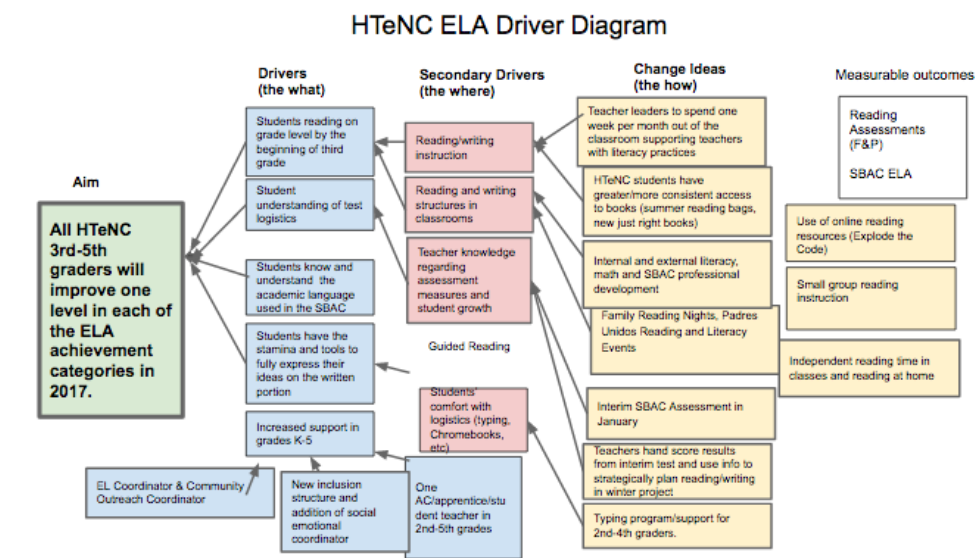 HTeNC ELA Driver Diagram
Aim
All HTeNC
3rd-5th
graders will
improve one
level in each of
the ELA
achievement
categories in
2017.
Drivers
(the what)
Students reading on
grade level by the
beginning of third
grade
Student
understanding of test
logistics
Students know and
understand the
academic language
used in the SBAC
Students have the
stamina and tools to
fully express their
ideas on the written
portion
Increased support in
grades K-5
EL Coordinator & Community
Outreach Coordinator
New inclusion
structure and
addition of social
emotional
coordinator
One
AC/apprentice/stu
dent teacher in
2nd-5th grades
Secondary Drivers
(the where)
Reading/writing
instruction
Reading and writing
structures in
classrooms
Teacher knowledge
regarding
assessment
measures and
student growth
Guided Reading
Students'
comfort with
logistics (typing,
Chromebooks,
etc)
Change Ideas
(the how)
Teacher leaders to spend one
week per month out of the
classroom supporting teachers
with literacy practices
HTeNC students have
greater/more consistent access
to books (summer reading bags,
new just right books)
Internal and external literacy,
math and SBAC professional
development
Family Reading Nights, Padres
Unidos Reading and Literacy
Events
Interim SBAC Assessment in
January
Teachers hand score results
from interim test and use info to
strategically plan reading/writing
in winter project
Typing program/support for
2nd-4th graders.
Measurable outcomes
Reading
Assessments
(F&P)
SBAC ELA
Use of online reading
resources (Explode the
Code)
Small group reading
instruction
Independent reading time in
classes and reading at home